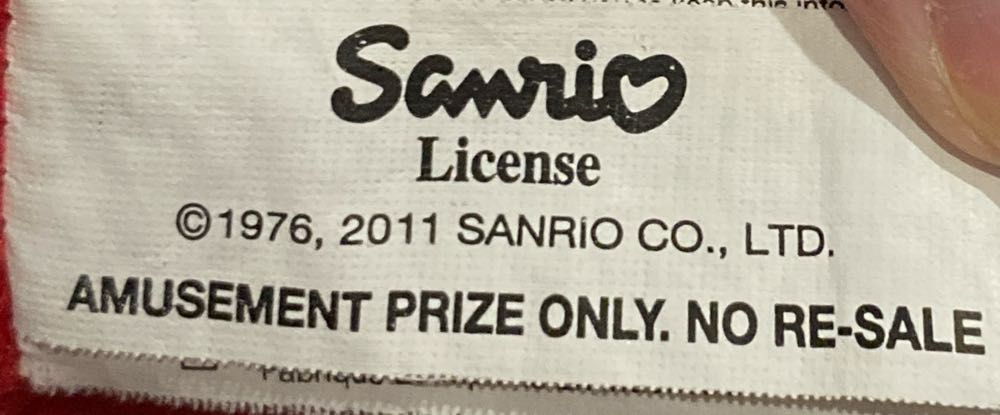 Sanrio
License
©1976, 2011 SANRIO CO., LTD.
AMUSEMENT PRIZE ONLY. NO RE-SALE